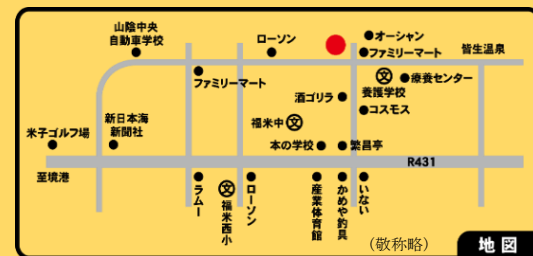 山陰中央
自動車学校
ローソン
オーシャン
ファミリーマート
皆生温泉
文
療養センター
養護学校
ファミリーマート
酒ゴリラ
コスモス
福米中
文
新日本海
新聞社
米子ゴルフ場
本の学校
繁昌亭
R431
至境港
ラムー
文
福米西小
ローソン
産業体育館
かめや釣具
いない
(敬称略)
地図